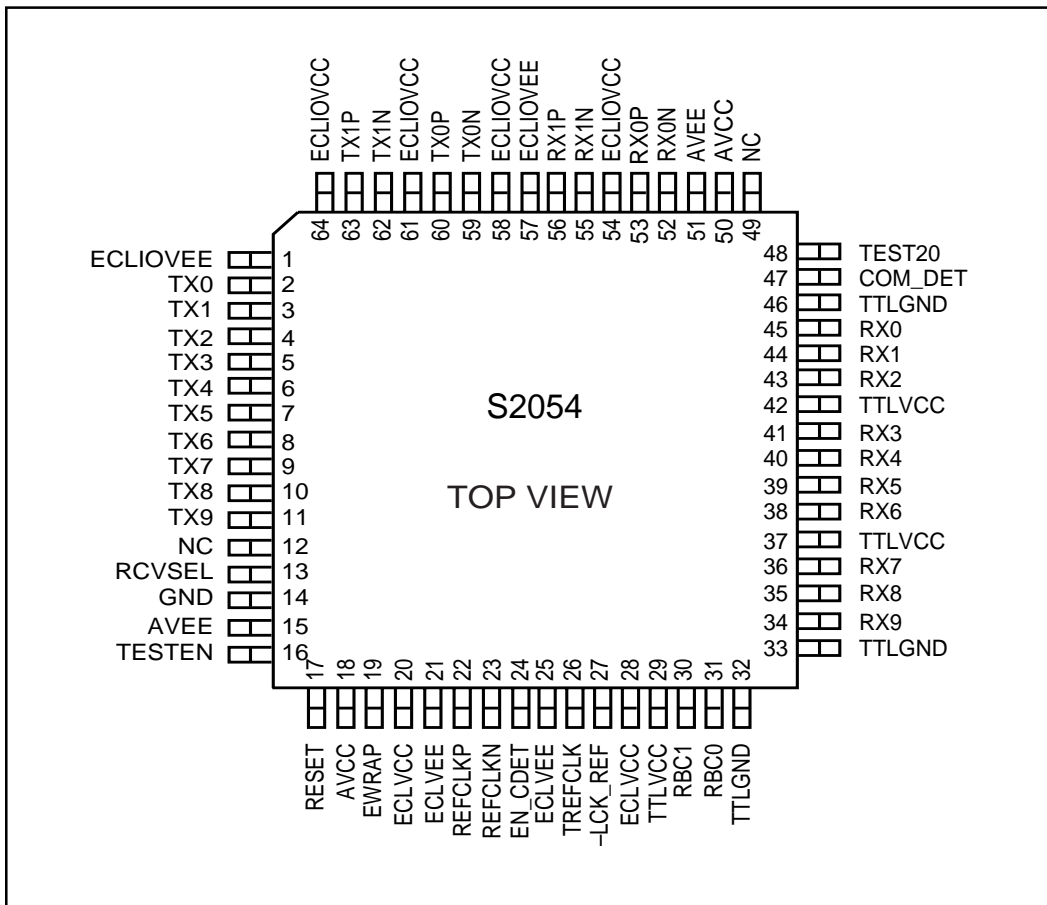 ECLIOVCC
TX1P
TX1N
ECLIOVCC
TX0P
TX0N
ECLIOVCC
ECLIOVEE
RX1P
RX1N
ECLIOVCC
RX0P
RX0N
AVEE
AVCC
NC
64
63
62
61
60
59
58
57
56
55
54
53
52
51
50
49
ECLIOVEE 1
TX0 2
TX1 3
TX2 4
TX3 5
TX4 6
TX5 7
TX6 8
TX7 9
TX8 10
TX9 11
NC 12
RCVSEL 13
GND 14
AVEE 15
TESTEN 16
S2054
TOP VIEW
48 TEST20
47 COM_DET
46 TTLGND
45 RX0
44 RX1
43 RX2
42 TTLVCC
41 RX3
40 RX4
39 RX5
38 RX6
37 TTLVCC
36 RX7
35 RX8
34 RX9
33 TTLGND
17
18
19
20
21
22
23
24
25
26
27
28
29
30
31
32
RESET
AVCC
EWRAP
ECLVCC
ECLVEE
REFCLKP
REFCLKN
EN_CDET
ECLVEE
TREFCLK
–LCK_REF
ECLVCC
TTLVCC
RBC1
RBC0
TTLGND